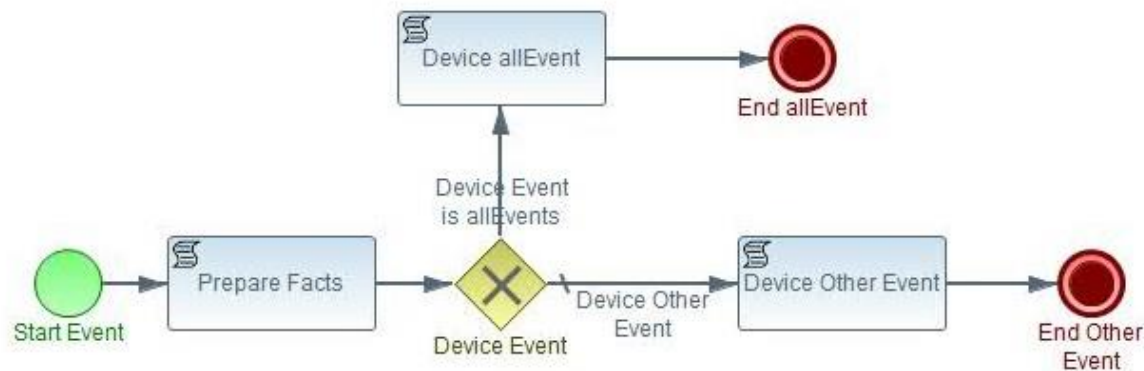 Device allEvent
End allEvent
Device Event
is allEvents
Prepare Facts
Device Other Event
Device Other
Event
Start Event
Device Event
End Other
Event